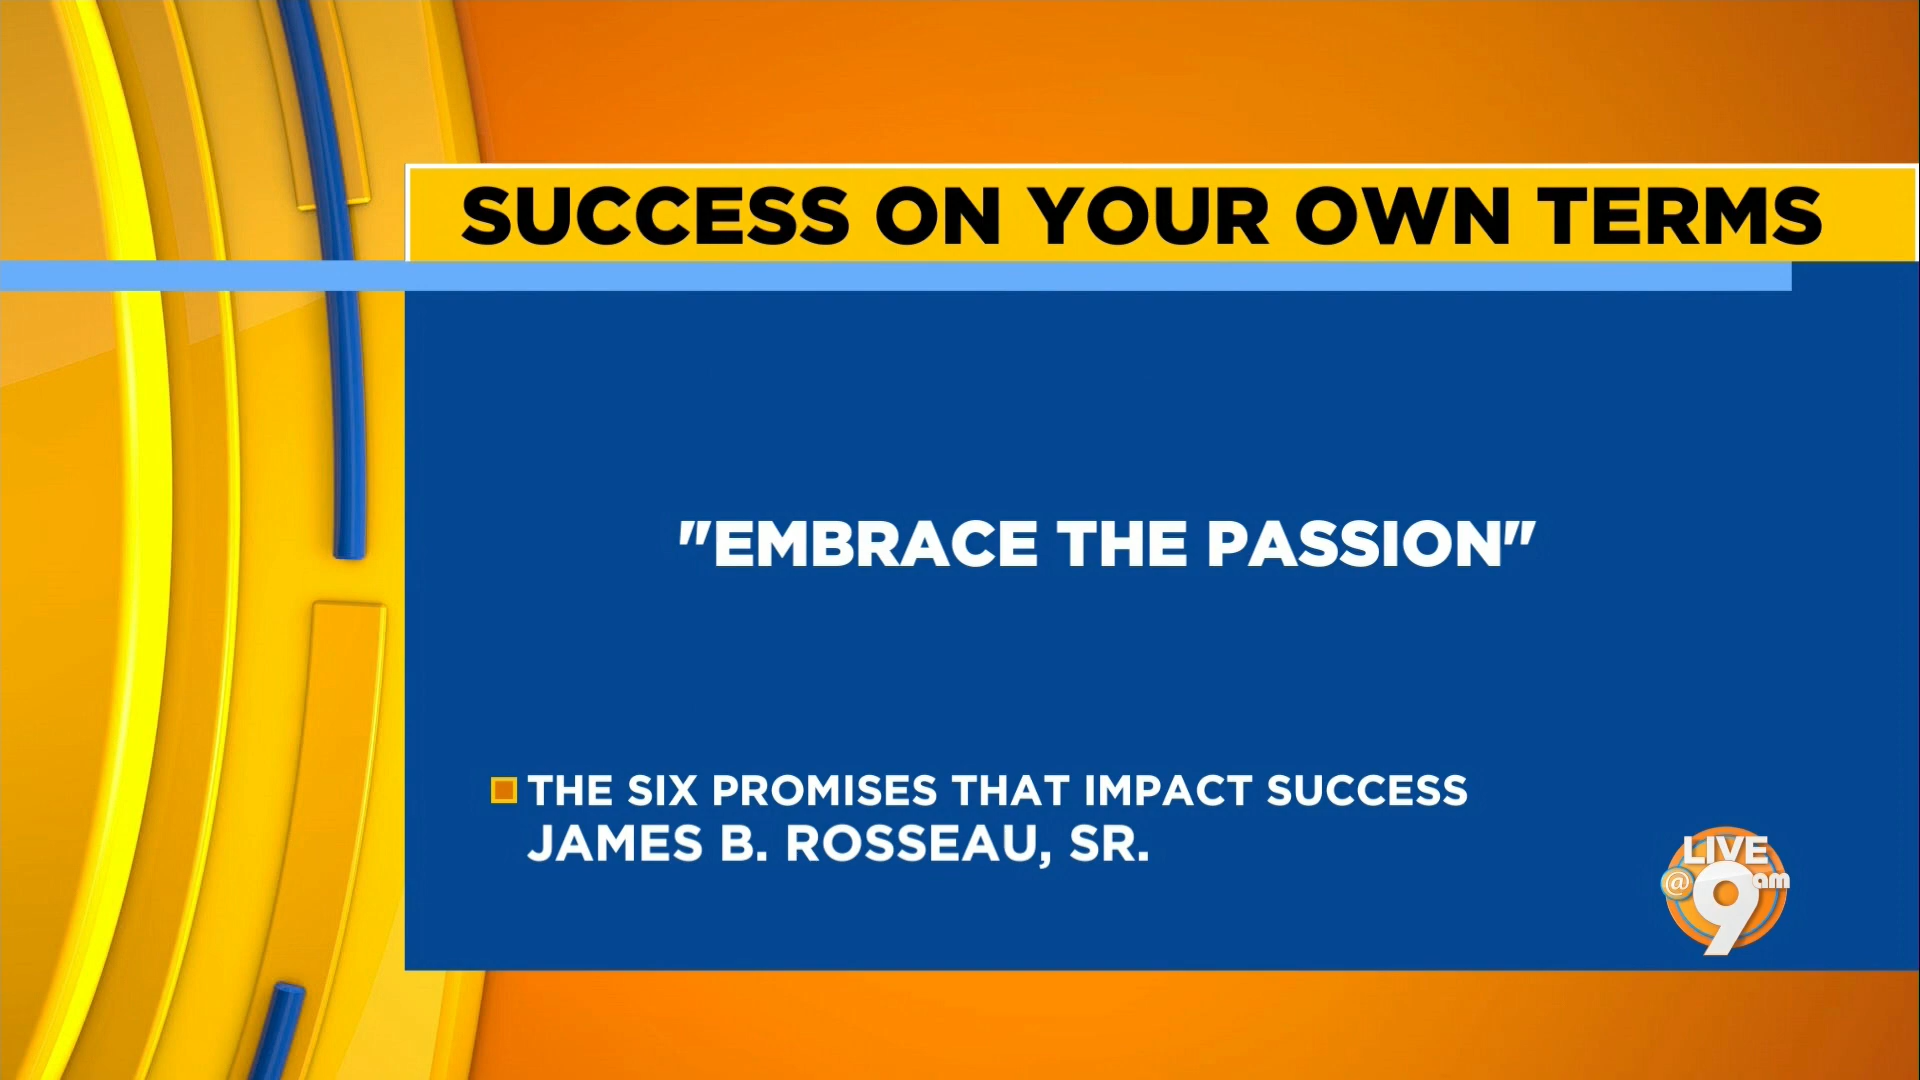 SUCCESS ON YOUR OWN TERMS
"EMBRACE THE PASSION"
THE SIX PROMISES THAT IMPACT SUCCESS
JAMES B. ROSSEAU, SR.
LIVE
@ 9 am